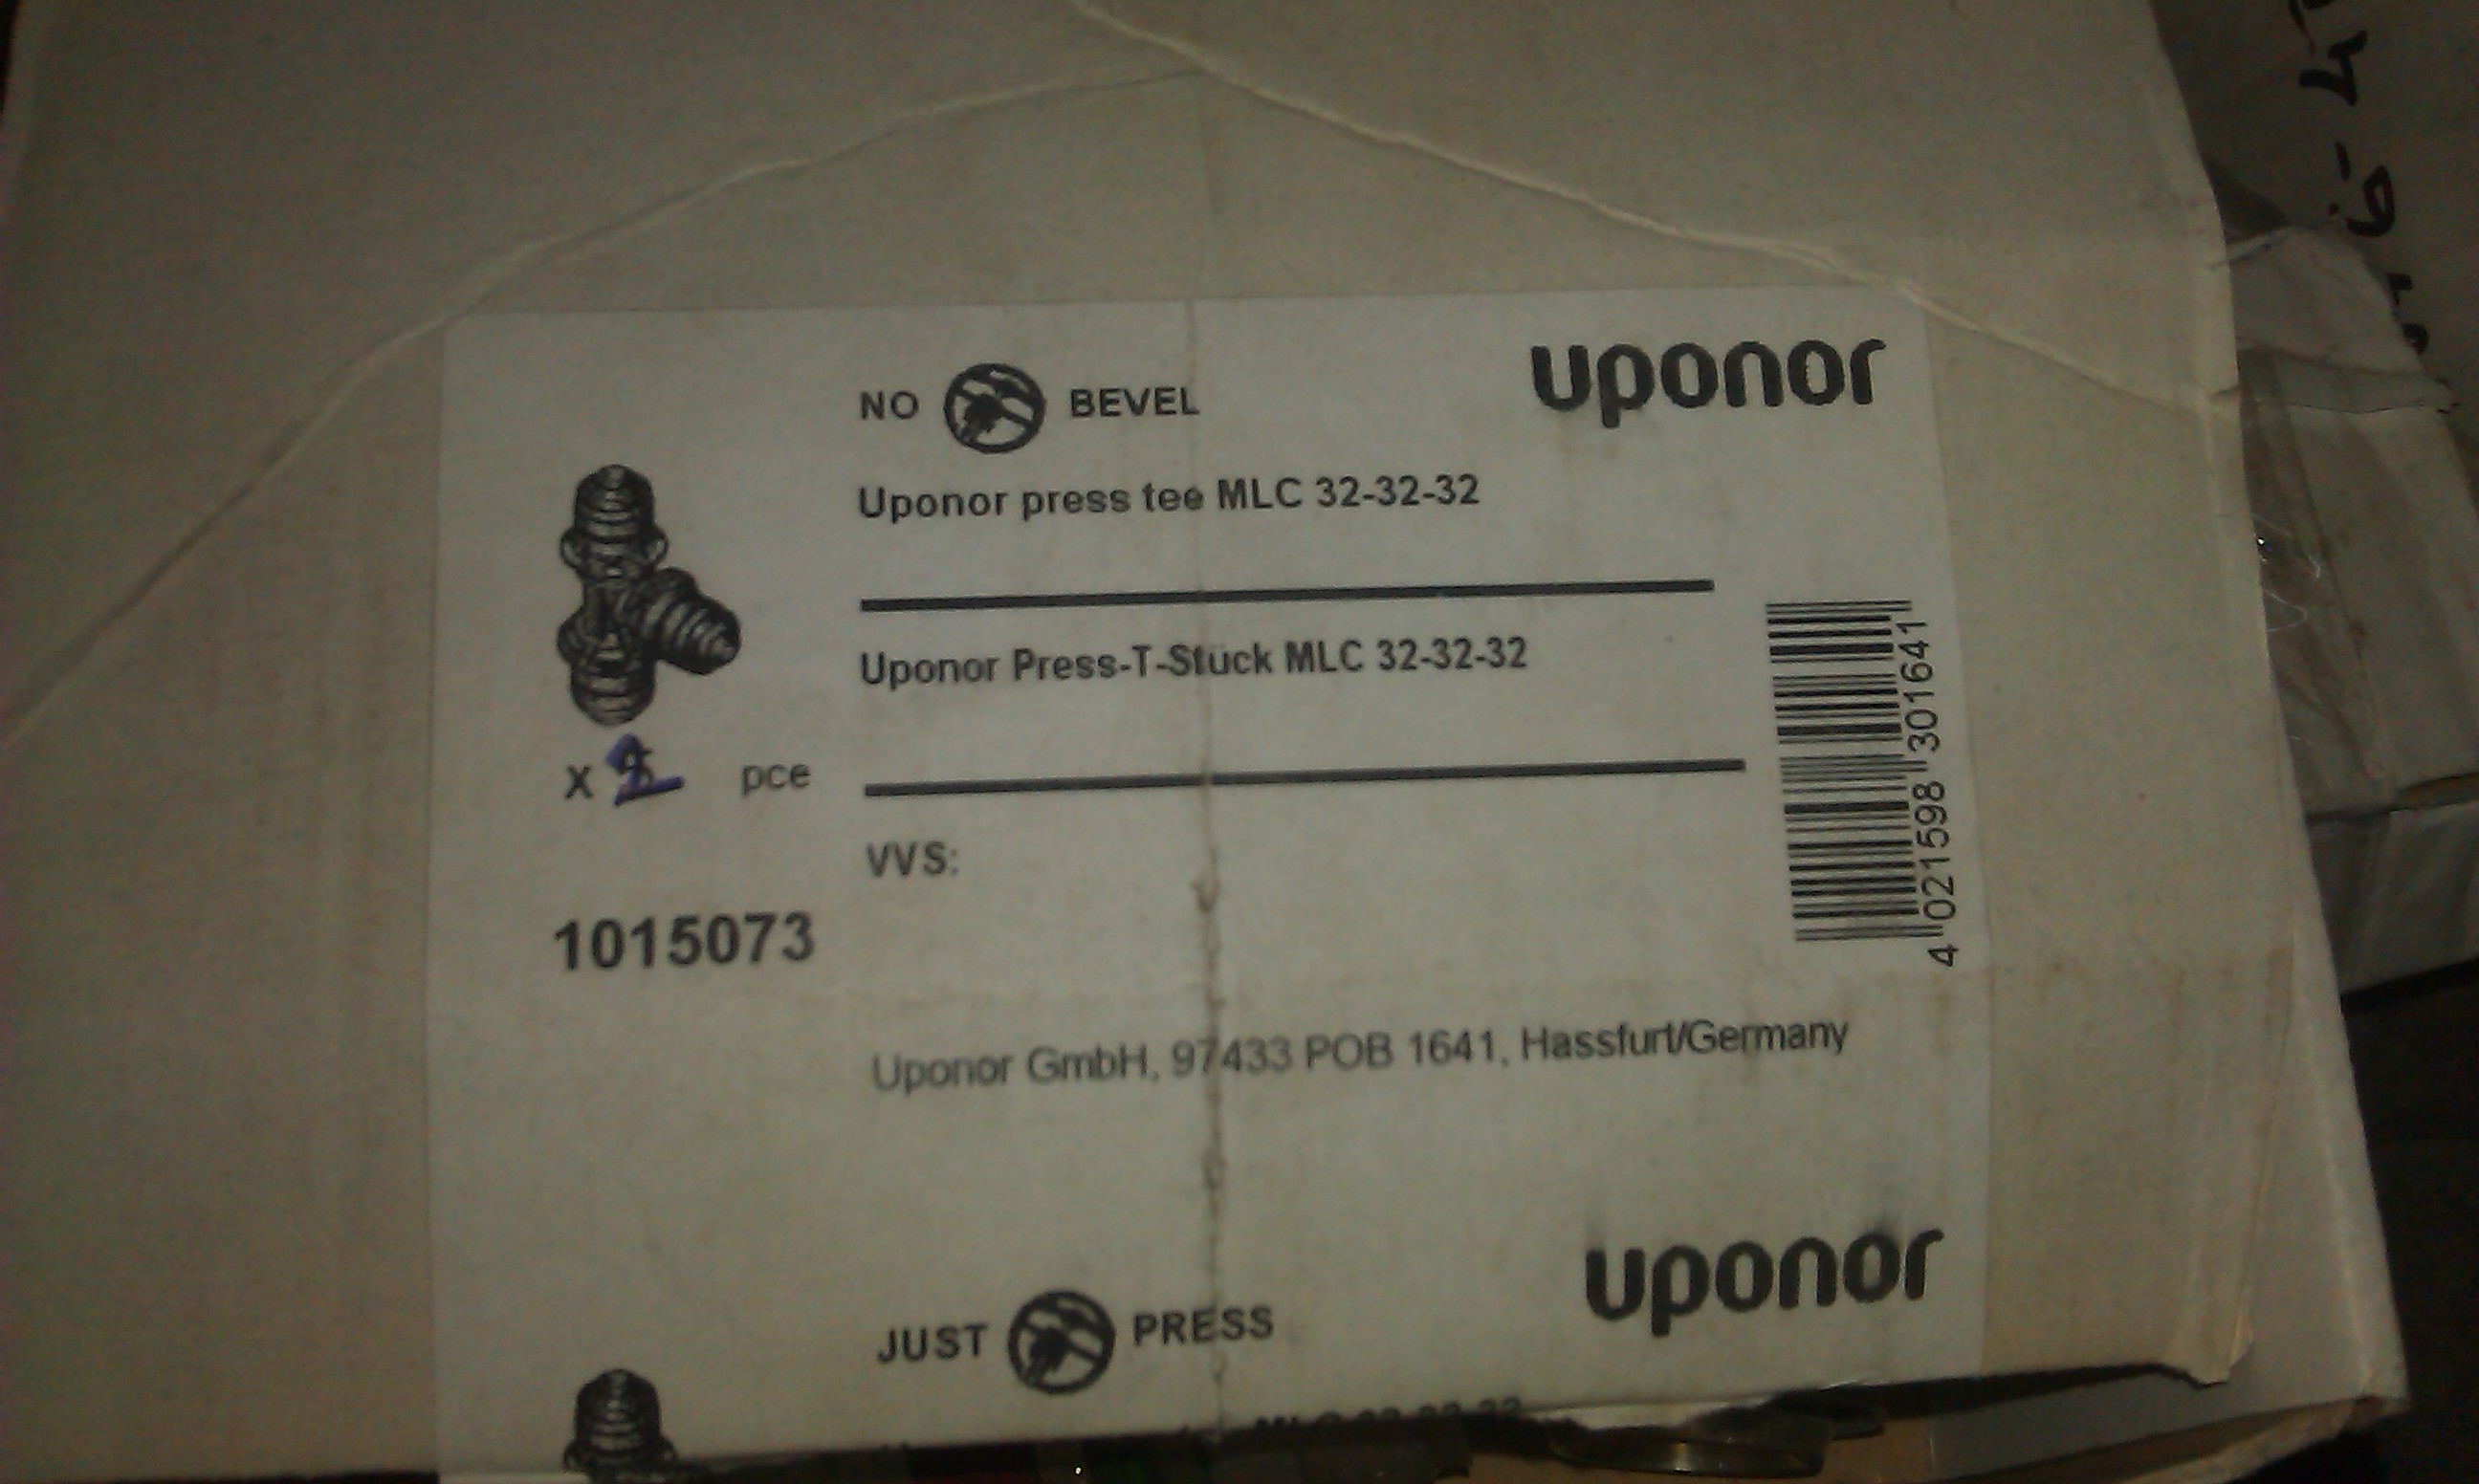 NO BEVEL
uponor
Uponor press tee MLC 32-32-32
Uponor Press-T-Stück MLC 32-32-32
x pce
VVS:
1015073
4 021598 301641
Uponor GmbH, 97433 POB 1641, Hassfurt/Germany
JUST PRESS
uponor